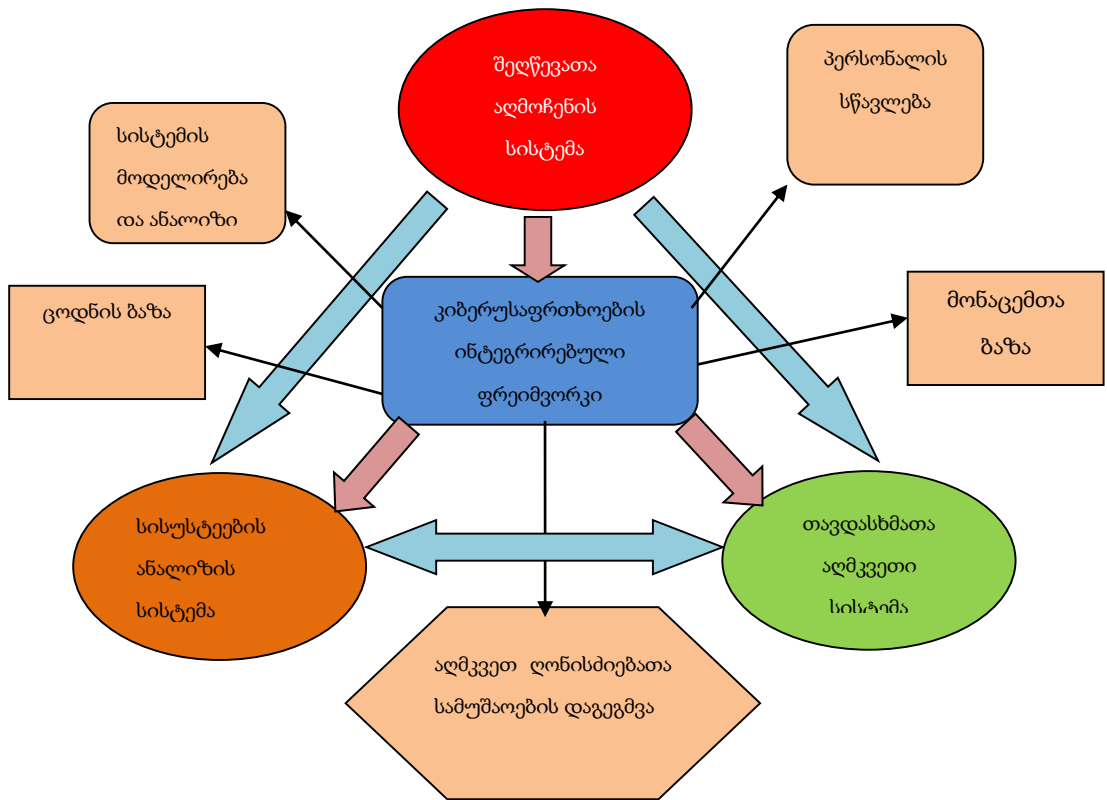 შეღწევათა
აღმოჩენის
სისტემა
პერსონალის
სწავლება
სისტემის
მოდელირება
და ანალიზი
ცოდნის ბაზა
კიბერუსაფრთხოების
ინტეგრირებული
ფრეიმვორკი
მონაცემთა
ბაზა
სისუსტეების
ანალიზის
სისტემა
თავდასხმათა
აღმკვეთი
სისტემა
აღმკვეთ ღონისძიებათა
სამუშაოების დაგეგმვა